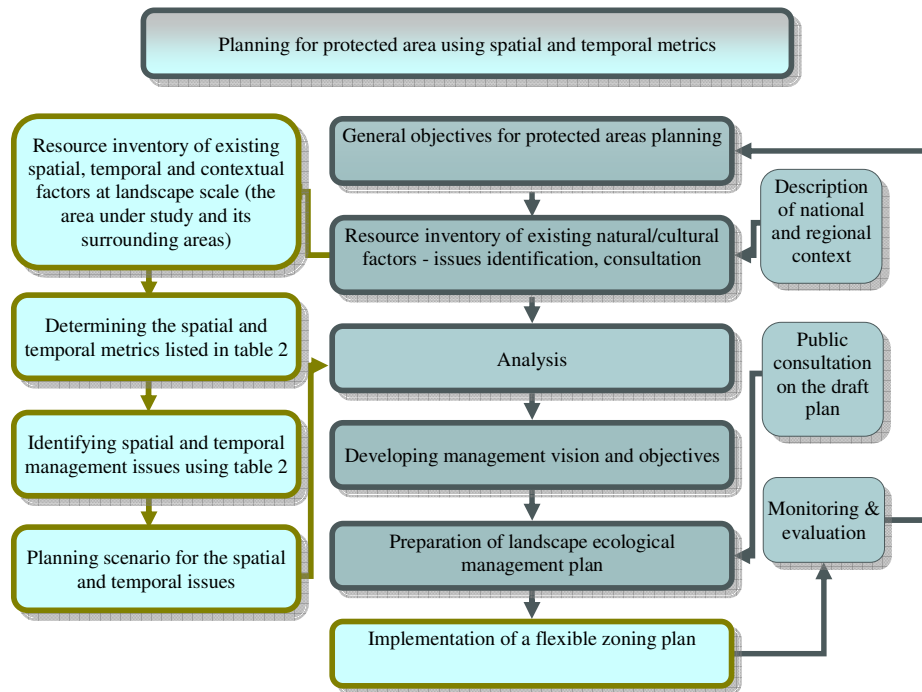 Planning for protected area using spatial and temporal metrics
Resource inventory of existing
spatial, temporal and contextual
factors at landscape scale (the
area under study and its
surrounding areas)
Determining the spatial and
temporal metrics listed in table 2
Identifying spatial and temporal
management issues using table 2
Planning scenario for the spatial
and temporal issues
General objectives for protected areas planning
Resource inventory of existing natural/cultural
factors - issues identification, consultation
Analysis
Developing management vision and objectives
Preparation of landscape ecological
management plan
Implementation of a flexible zoning plan
Description
of national
and regional
context
Public
consultation
on the draft
plan
Monitoring &
evaluation